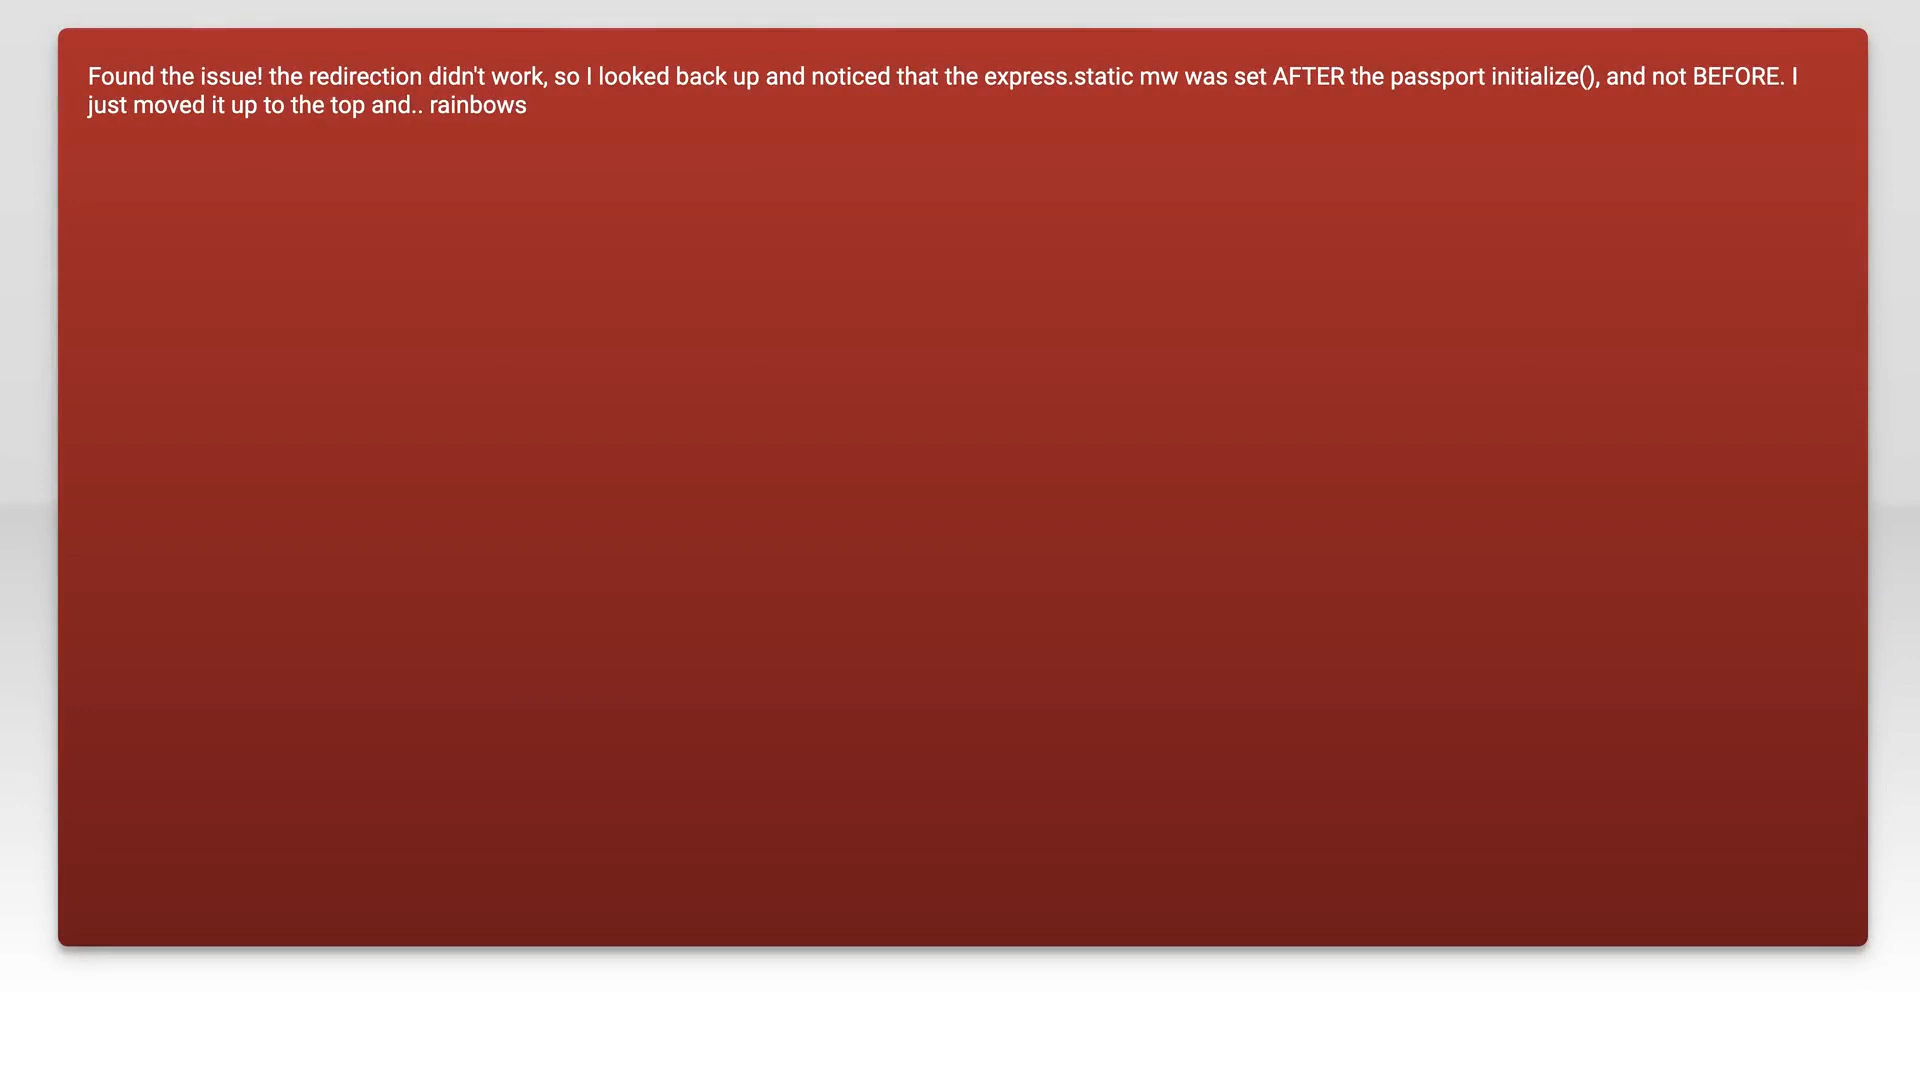 Found the issue! the redirection didn't work, so I looked back up and noticed that the express.static mw was set AFTER the passport initialize(), and not BEFORE. I
just moved it up to the top and.. rainbows